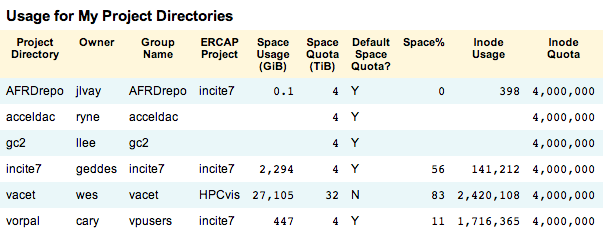 Usage for My Project Directories
Project Directory Owner Group Name ERCAP Project Space Usage (GiB) Space Quota (TiB) Default Space Quota? Space% Inode Usage Inode Quota
AFRDrepo jlvay AFRDrepo incite7 0.1 4 Y 0 398 4,000,000
acceldac ryne acceldac 4 Y 4,000,000
gc2 llee gc2 4 Y 4,000,000
incite7 geddes incite7 incite7 2,294 4 Y 56 141,212 4,000,000
vacet wes vacet HPCvis 27,105 32 N 83 2,420,108 4,000,000
vorpal cary vpusers incite7 447 4 Y 11 1,716,365 4,000,000